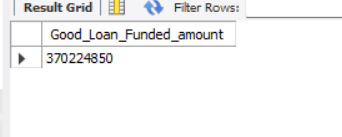 Result Grid Filter Rows:
Good_Loan_Funded_amount
370224850